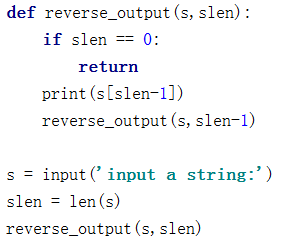 def reverse_output(s,slen):
    if slen == 0:
        return
    print(s[slen-1])
    reverse_output(s,slen-1)

s = input('input a string:')
slen = len(s)
reverse_output(s,slen)